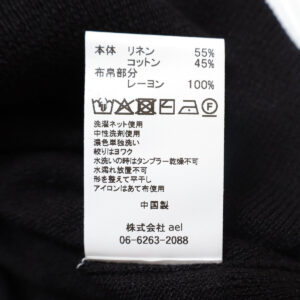 本体 リネン 55%
コットン 45%
布帛部分
レーヨン 100%
洗濯ネット使用
中性洗剤使用
濃色単独洗い
絞りはヨワク
水洗いの時はタンブラー乾燥不可
水濡れ放置不可
形を整えて平干し
アイロンはあて布使用
中国製
株式会社 ael
06-6263-2088